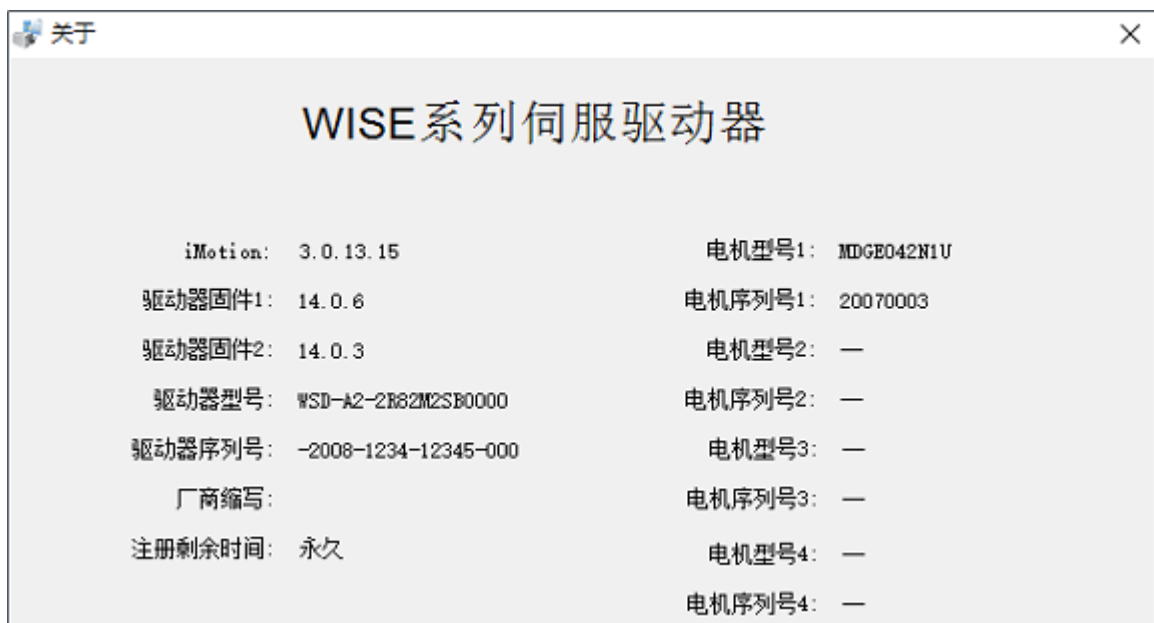 关于
WISE系列伺服驱动器
iMotion: 3.0.13.15
电机型号1: MDGE042N1U
驱动器固件1: 14.0.6
电机序列号1: 20070003
驱动器固件2: 14.0.3
电机型号2: —
驱动器型号: WSD-A2-2R82M2SB0000
电机序列号2: —
驱动器序列号: -2008-1234-12345-000
电机型号3: —
厂商缩写:
电机序列号3: —
注册剩余时间: 永久
电机型号4: —
电机序列号4: —